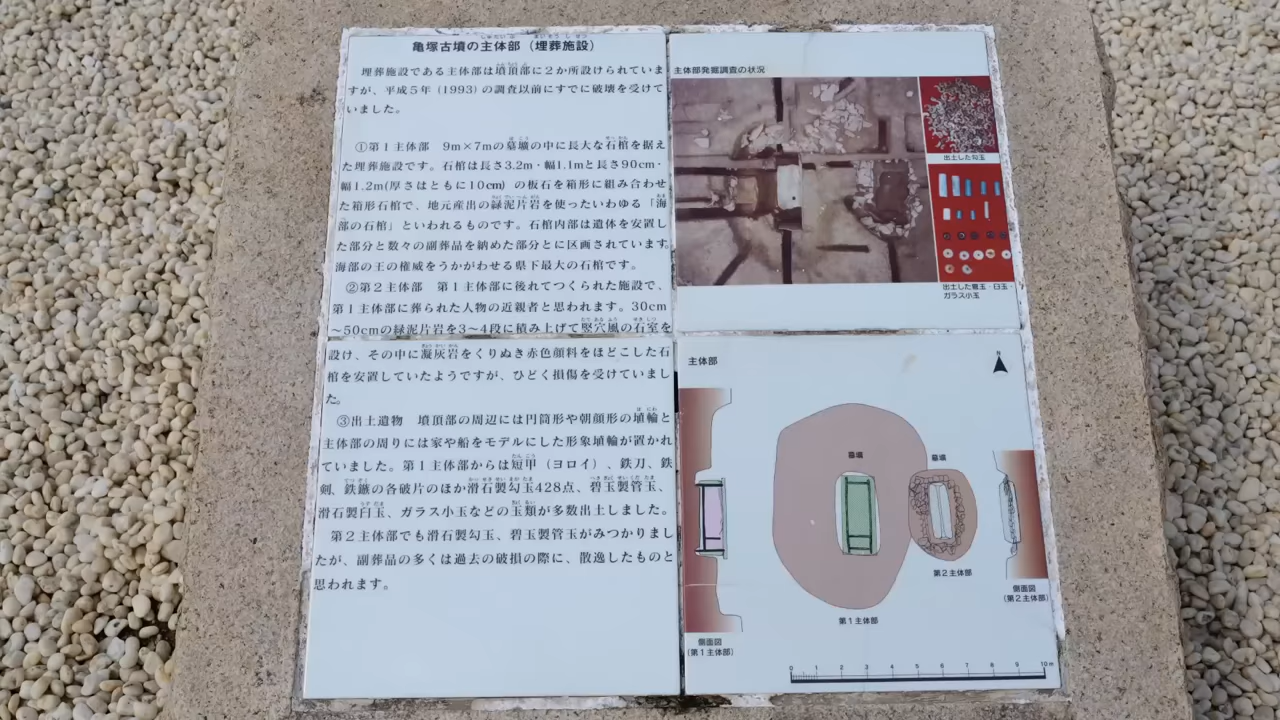 亀塚古墳の主体部（埋葬施設）
埋葬施設である主体部は墳頂部に２か所設けられていま
すが、平成５年（1993）の調査以前にすでに破壊を受けて
いました。
①第１主体部　9m×7mの墓壙の中に長大な石棺を据え
た埋葬施設です。石棺は長さ3.2m・幅1.1mと長さ90cm・
幅1.2m(厚さはともに10cm）の板石を箱形に組み合わせ
た箱形石棺で、地元産出の緑泥片岩を使ったいわゆる「海
部の石棺」といわれるものです。石棺内部は遺体を安置し
た部分と数々の副葬品を納めた部分とに区画されています。
海部の王の権威をうかがわせる県下最大の石棺です。
②第２主体部　第１主体部に後れてつくられた施設で、
第１主体部に葬られた人物の近親者と思われます。30cm
～50cmの緑泥片岩を3～4段に積み上げて竪穴風の石室を
設け、その中に凝灰岩をくりぬき赤色顔料をほどこした石
棺を安置していたようですが、ひどく損傷を受けていまし
た。
③出土遺物　墳頂部の周辺には円筒形や朝顔形の埴輪と
主体部の周りには家や船をモデルにした形象埴輪が置かれ
ていました。第１主体部からは短甲（ヨロイ）、鉄刀、鉄
剣、鉄鏃の各破片のほか滑石製勾玉428点、碧玉製管玉、
滑石製臼玉、ガラス小玉などの玉類が多数出土しました。
第２主体部でも滑石製勾玉、碧玉製管玉がみつかりまし
たが、副葬品の多くは過去の破損の際に、散逸したものと
思われます。
主体部発掘調査の状況
出土した勾玉
出土した管玉・臼玉・
ガラス小玉
主体部
N
墓壙
墓壙
第２主体部
側面図
（第２主体部）
第１主体部
側面図
（第１主体部）
0 1 2 3 4 5 6 7 8 9 10m